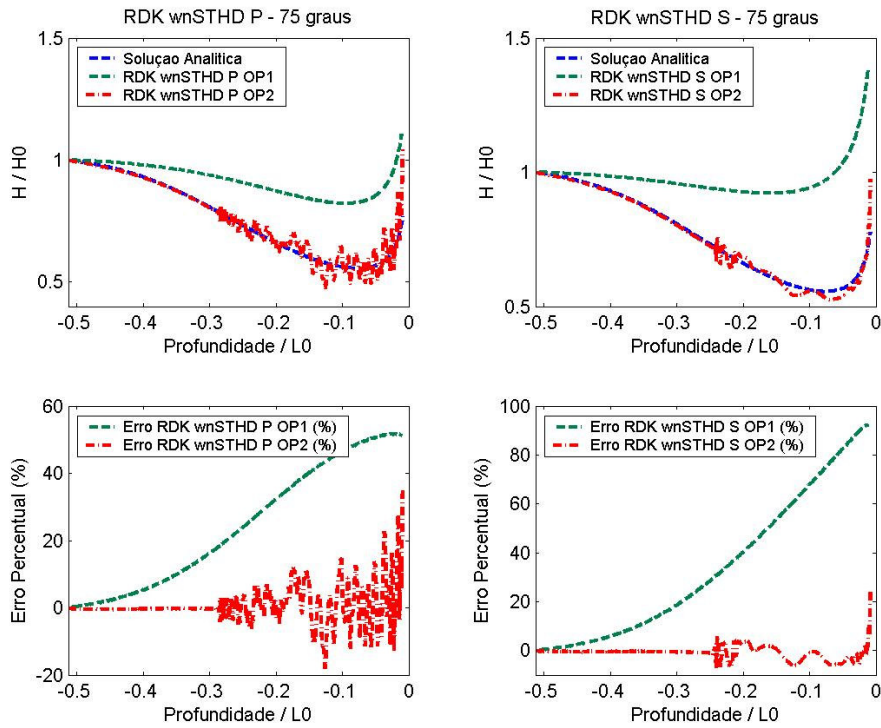 RDK wnSTHD P - 75 graus
1.5
1
0.5
H / H0
Soluçao Analitica
RDK wnSTHD P OP1
RDK wnSTHD P OP2
-0.5 -0.4 -0.3 -0.2 -0.1 0
Profundidade / L0
RDK wnSTHD S - 75 graus
1.5
1
0.5
H / H0
Soluçao Analitica
RDK wnSTHD S OP1
RDK wnSTHD S OP2
-0.5 -0.4 -0.3 -0.2 -0.1 0
Profundidade / L0
60
40
20
0
-20
Erro Percentual (%)
Erro RDK wnSTHD P OP1 (%)
Erro RDK wnSTHD P OP2 (%)
-0.5 -0.4 -0.3 -0.2 -0.1 0
Profundidade / L0
100
80
60
40
20
0
-20
Erro Percentual (%)
Erro RDK wnSTHD S OP1 (%)
Erro RDK wnSTHD S OP2 (%)
-0.5 -0.4 -0.3 -0.2 -0.1 0
Profundidade / L0